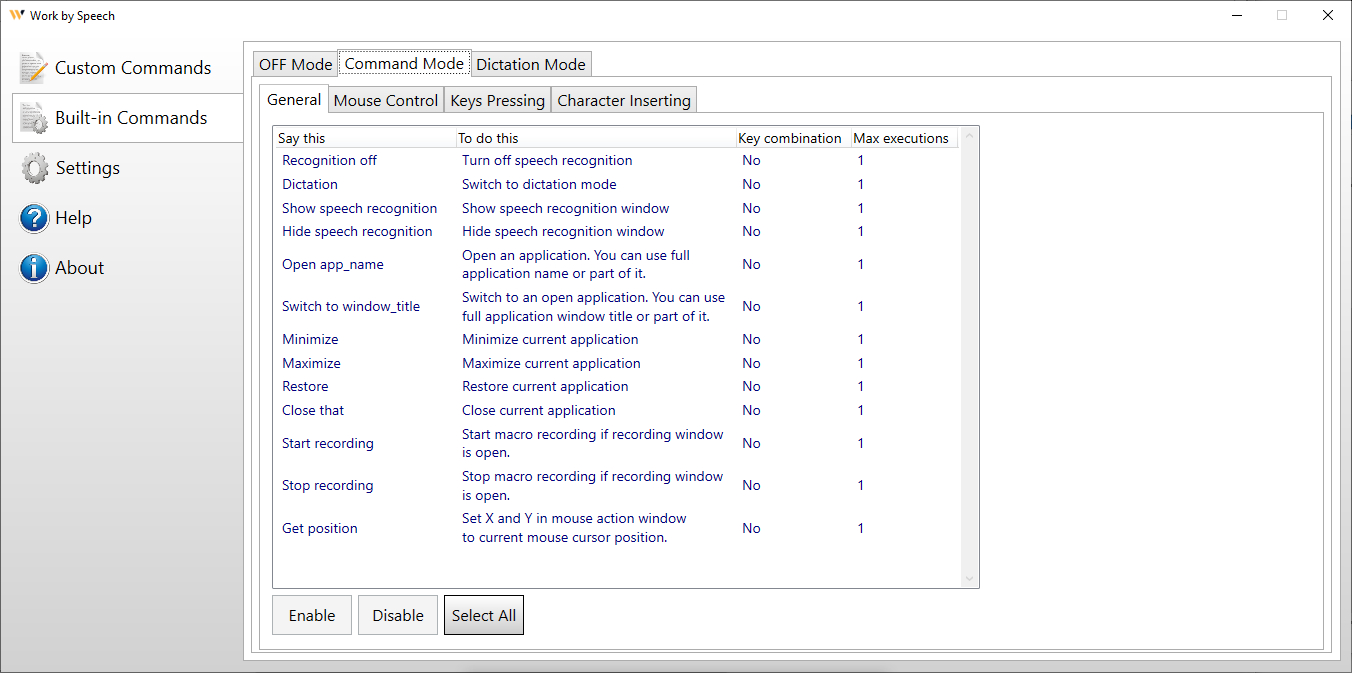 Work by Speech
Custom Commands
Built-in Commands
Settings
Help
About
OFF Mode Command Mode Dictation Mode
General Mouse Control Keys Pressing Character Inserting
Say this To do this Key combination Max executions
Recognition off Turn off speech recognition No 1
Dictation Switch to dictation mode No 1
Show speech recognition Show speech recognition window No 1
Hide speech recognition Hide speech recognition window No 1
Open app_name Open an application. You can use full
application name or part of it. No 1
Switch to window_title Switch to an open application. You can use
full application window title or part of it. No 1
Minimize Minimize current application No 1
Maximize Maximize current application No 1
Restore Restore current application No 1
Close that Close current application No 1
Start recording Start macro recording if recording window
is open. No 1
Stop recording Stop macro recording if recording window
is open. No 1
Get position Set X and Y in mouse action window
to current mouse cursor position. No 1
Enable Disable Select All